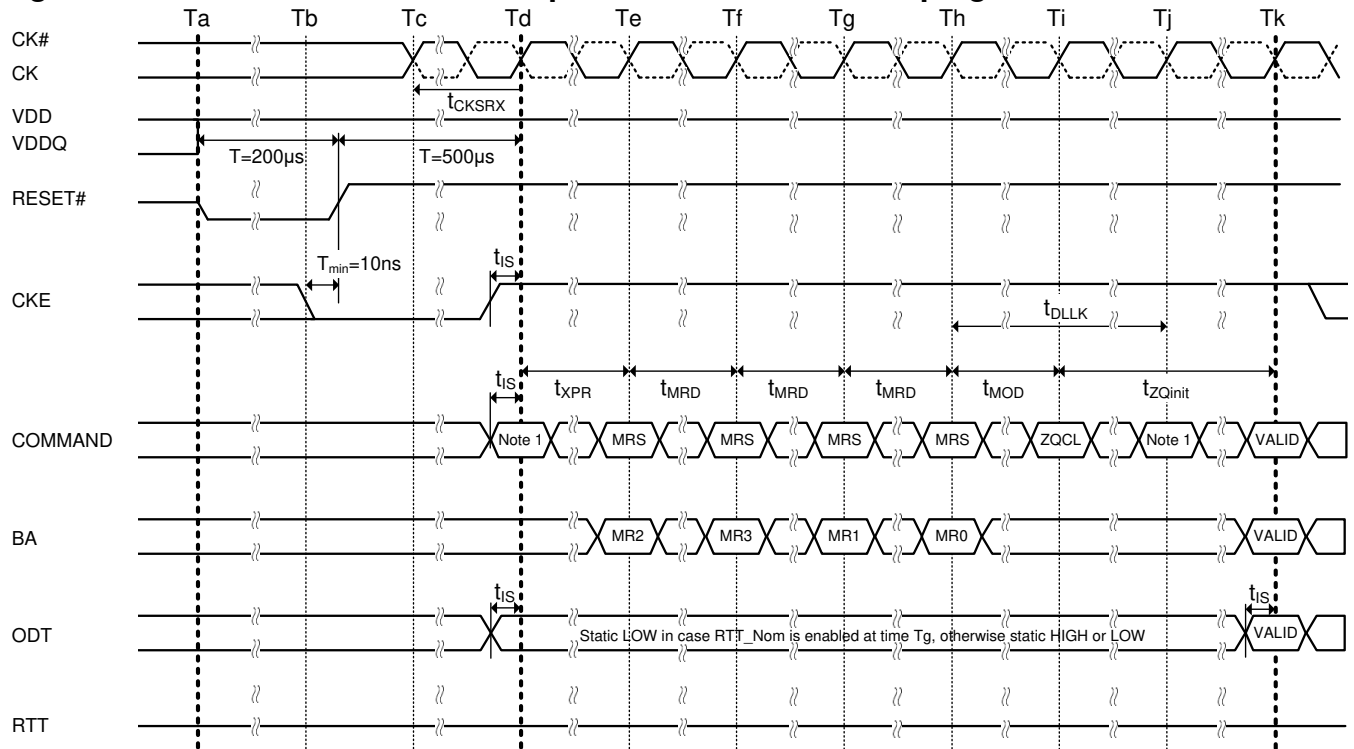 Ta Tb Tc Td Te Tf Tg Th Ti Tj Tk
CK#
CK
tCKSRX
VDD
VDDQ
T=200µs T=500µs
RESET#
Tmin=10ns tIS
CKE
tDLLK
tIS tXPR tMRD tMRD tMRD tMOD tZQinit
COMMAND Note 1 MRS MRS MRS MRS ZQCL Note 1 VALID
BA MR2 MR3 MR1 MR0 VALID
tIS tIS
ODT Static LOW in case RTT_Nom is enabled at time Tg, otherwise static HIGH or LOW VALID
RTT